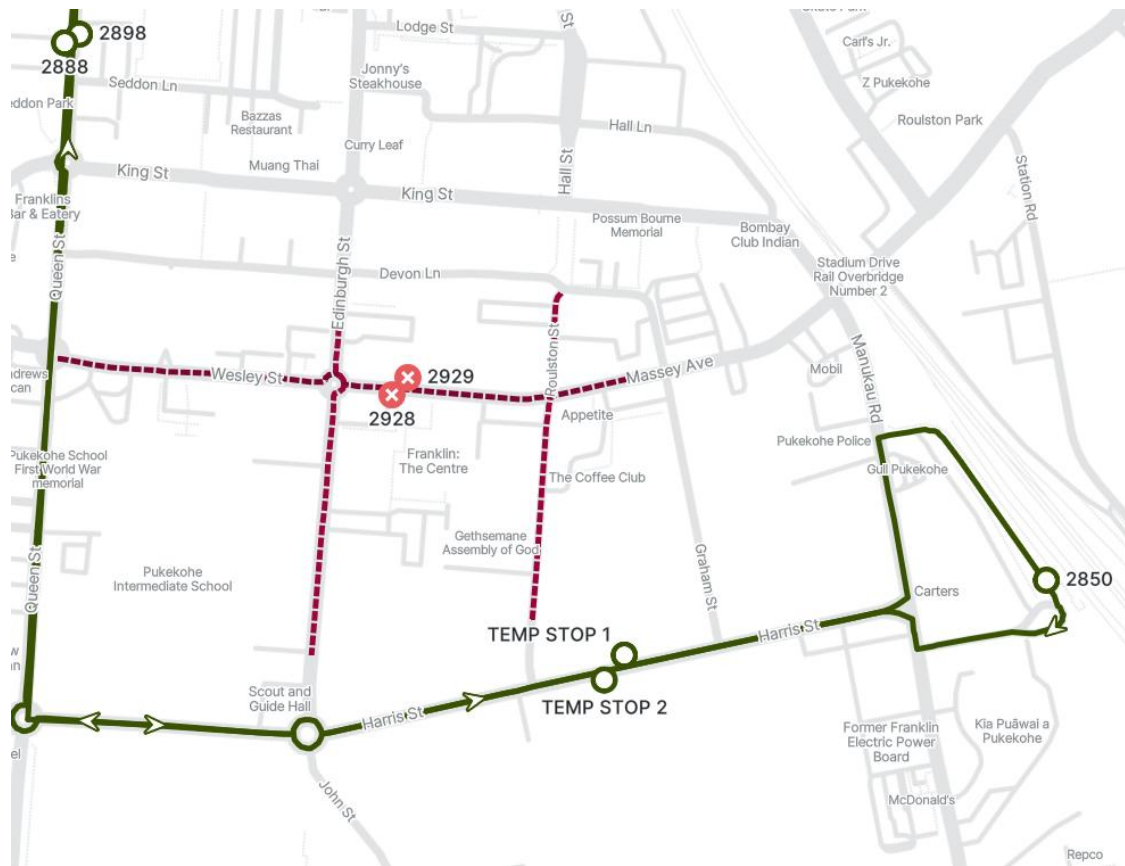 2898
2888
Lodge St
Jonny's
Steakhouse
Carl's Jr.
Z Pukekohe
Seddon Ln
eddon Park
Bazzas
Restaurant
Roulston Park
Hall Ln
Curry Leaf
Muang Thai
King St
Hall St
Station Rd
King St
Franklins
Bar & Eatery
Possum Bourne
Memorial
Bombay
Club Indian
Queen St
Edinburgh St
Devon Ln
Stadium Drive
Rail Overbridge
Number 2
Roulston St
Manukau Rd
Wesley St
2929
Massey Ave
Mobil
ndrews
can
2928
Appetite
Pukekohe Police
Pukekohe School
First World War
memorial
Franklin:
The Centre
Gull Pukekohe
The Coffee Club
Gethsemane
Assembly of God
Graham St
Pukekohe
Intermediate School
Queen St
2850
Carters
TEMP STOP 1
Harris St
Scout and
Guide Hall
TEMP STOP 2
Harris St
Former Franklin
Electric Power
Board
Kia Puāwai a
Pukekohe
el
John St
McDonald's
Repco